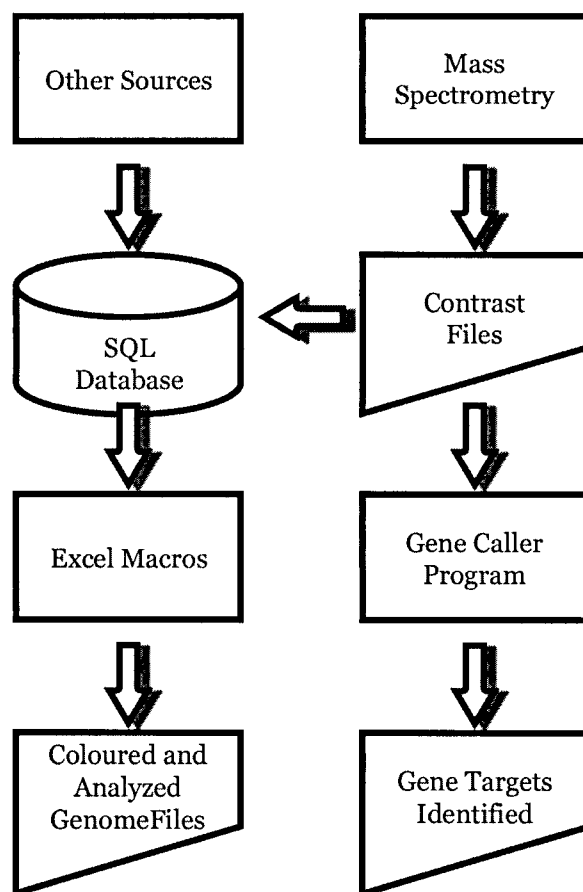 Other Sources
Mass
Spectrometry
SQL
Database
Contrast
Files
Excel Macros
Gene Caller
Program
Coloured and
Analyzed
GenomeFiles
Gene Targets
Identified